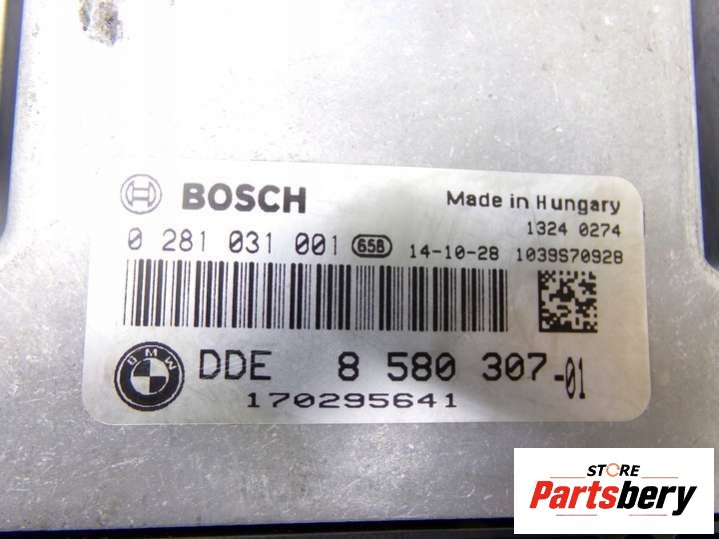 BOSCH
Made in Hungary
1324 0274
0 281 031 001 658 14-10-28 1039S70928
BMW
DDE 8 580 307-01
170295641
STORE
Partsbery